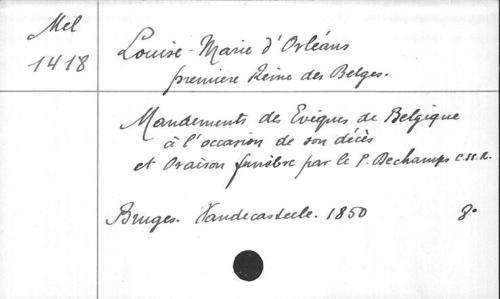 Mel
1418
Louise-Marie d'Orléans
première Reine des Belges.
Mandements des Evêques de Belgique
à l'occasion de son décès
et Oraison funèbre par le P. Dechamps c.ss.R.
Bruges. Vandecasteele. 1850 8°